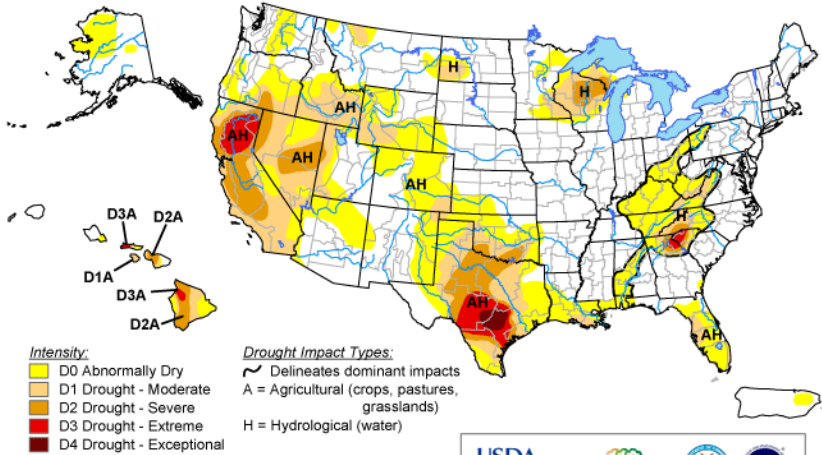 H
H
AH
AH
AH
AH
H
AH
AH
D3A
D2A
D1A
D3A
D2A
Intensity:
D0 Abnormally Dry
D1 Drought - Moderate
D2 Drought - Severe
D3 Drought - Extreme
D4 Drought - Exceptional
Drought Impact Types:
Delineates dominant impacts
A = Agricultural (crops, pastures,
grasslands)
H = Hydrological (water)
USDA